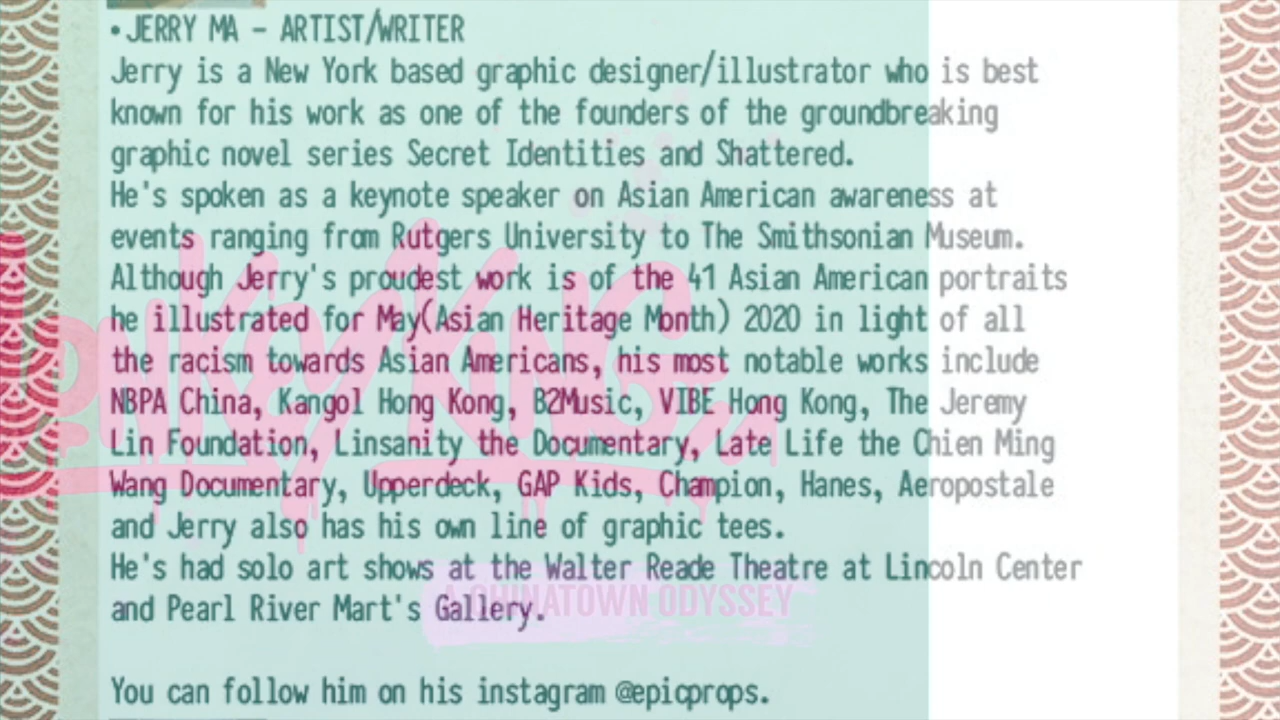 •JERRY MA - ARTIST/WRITER
Jerry is a New York based graphic designer/illustrator who is best
known for his work as one of the founders of the groundbreaking
graphic novel series Secret Identities and Shattered.
He's spoken as a keynote speaker on Asian American awareness at
events ranging from Rutgers University to The Smithsonian Museum.
Although Jerry's proudest work is of the 41 Asian American portraits
he illustrated for May(Asian Heritage Month) 2020 in light of all
the racism towards Asian Americans, his most notable works include
NBPA China, Kangol Hong Kong, B2Music, VIBE Hong Kong, The Jeremy
Lin Foundation, Linsanity the Documentary, Late Life the Chien Ming
Wang Documentary, Upperdeck, GAP Kids, Champion, Hanes, Aeropostale
and Jerry also has his own line of graphic tees.
He's had solo art shows at the Walter Reade Theatre at Lincoln Center
and Pearl River Mart's Gallery.
You can follow him on his instagram @epicprops.
KING
A CHINATOWN ODYSSEY